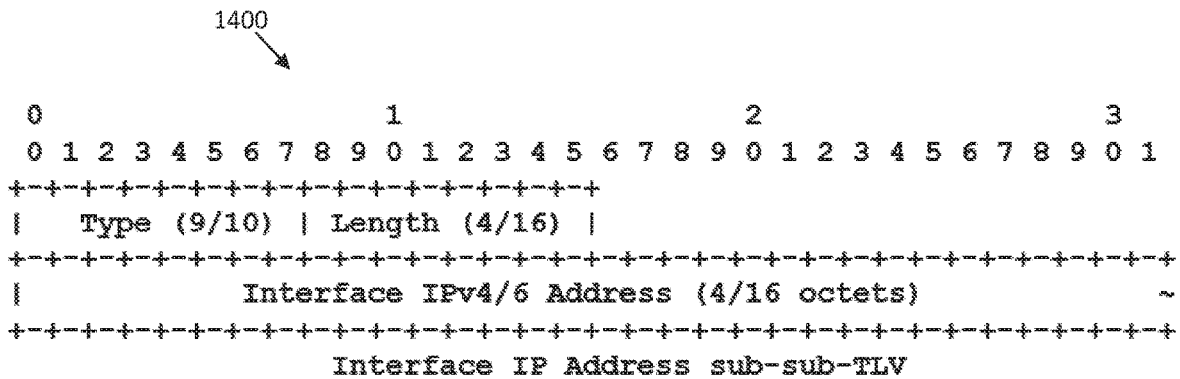 1400
0 1 2 3
0 1 2 3 4 5 6 7 8 9 0 1 2 3 4 5 6 7 8 9 0 1 2 3 4 5 6 7 8 9 0 1
+-+-+-+-+-+-+-+-+-+-+-+-+-+-+-+-+
| Type (9/10) | Length (4/16) |
+-+-+-+-+-+-+-+-+-+-+-+-+-+-+-+-+-+-+-+-+-+-+-+-+-+-+-+-+-+-+-+-+
| Interface IPv4/6 Address (4/16 octets) ~
+-+-+-+-+-+-+-+-+-+-+-+-+-+-+-+-+-+-+-+-+-+-+-+-+-+-+-+-+-+-+-+-+
Interface IP Address sub-sub-TLV